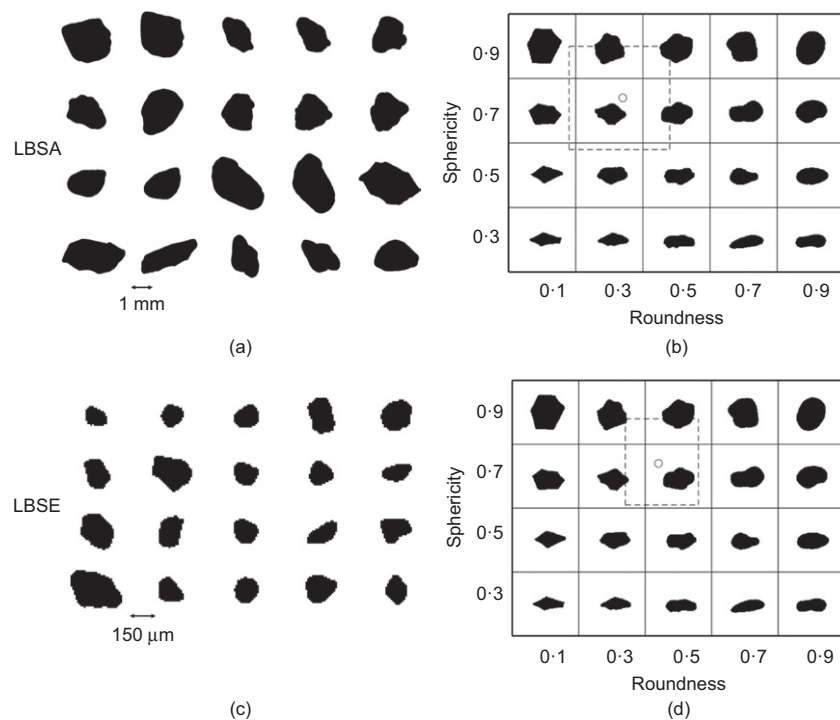 LBSA
1 mm
(a)
Sphericity
0·9
0·7
0·5
0·3
0·1 0·3 0·5 0·7 0·9
Roundness
(b)
LBSE
150 μm
(c)
Sphericity
0·9
0·7
0·5
0·3
0·1 0·3 0·5 0·7 0·9
Roundness
(d)